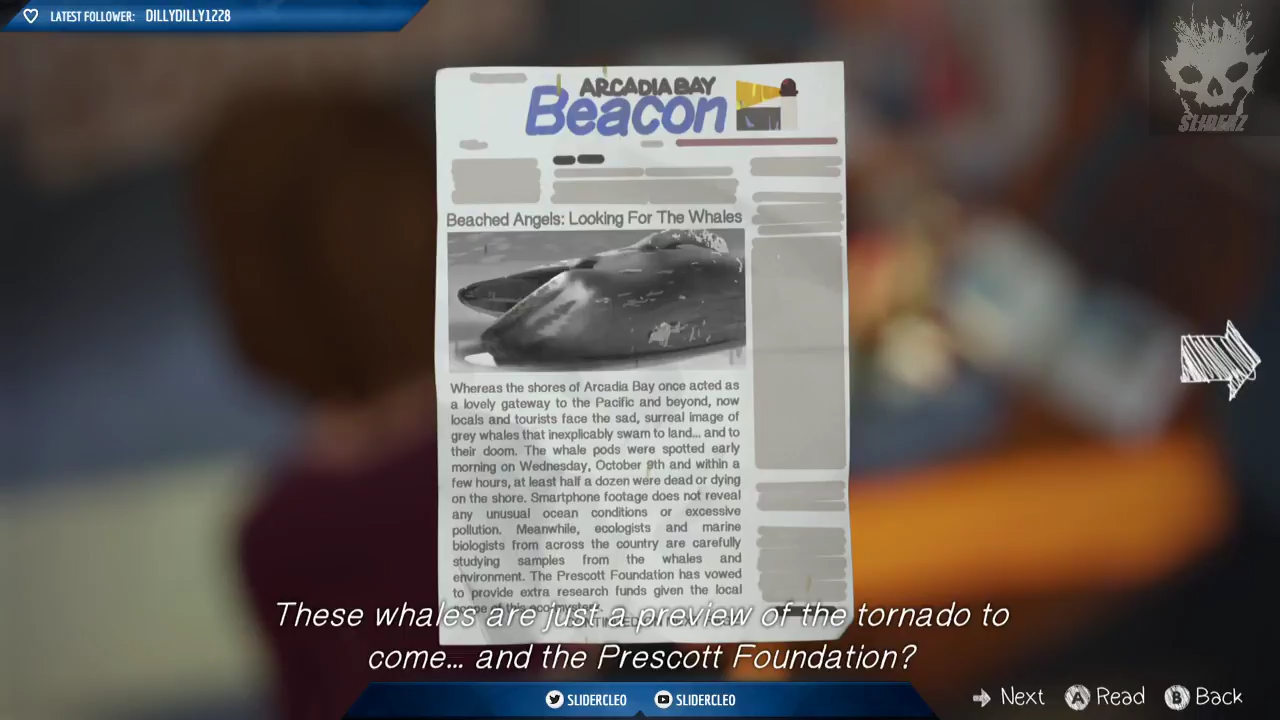 LATEST FOLLOWER: DILLYDILLY1228
SLIDERZ
ARCADIA BAY
Beacon
Beached Angels: Looking For The Whales
Whereas the shores of Arcadia Bay once acted as
a lovely gateway to the Pacific and beyond, now
locals and tourists face the sad, surreal image of
grey whales that inexplicably swam to land... and to
their doom. The whale pods were spotted early
morning on Wednesday, October 9th and within a
few hours, at least half a dozen were dead or dying
on the shore. Smartphone footage does not reveal
any unusual ocean conditions or excessive
pollution. Meanwhile, ecologists and marine
biologists from across the country are carefully
studying samples from the whales and
environment. The Prescott Foundation has vowed
to provide extra research funds given the local
of this
These whales are just a preview of the tornado to
come... and the Prescott Foundation?
SLIDERCLEO SLIDERCLEO
Next A Read B Back